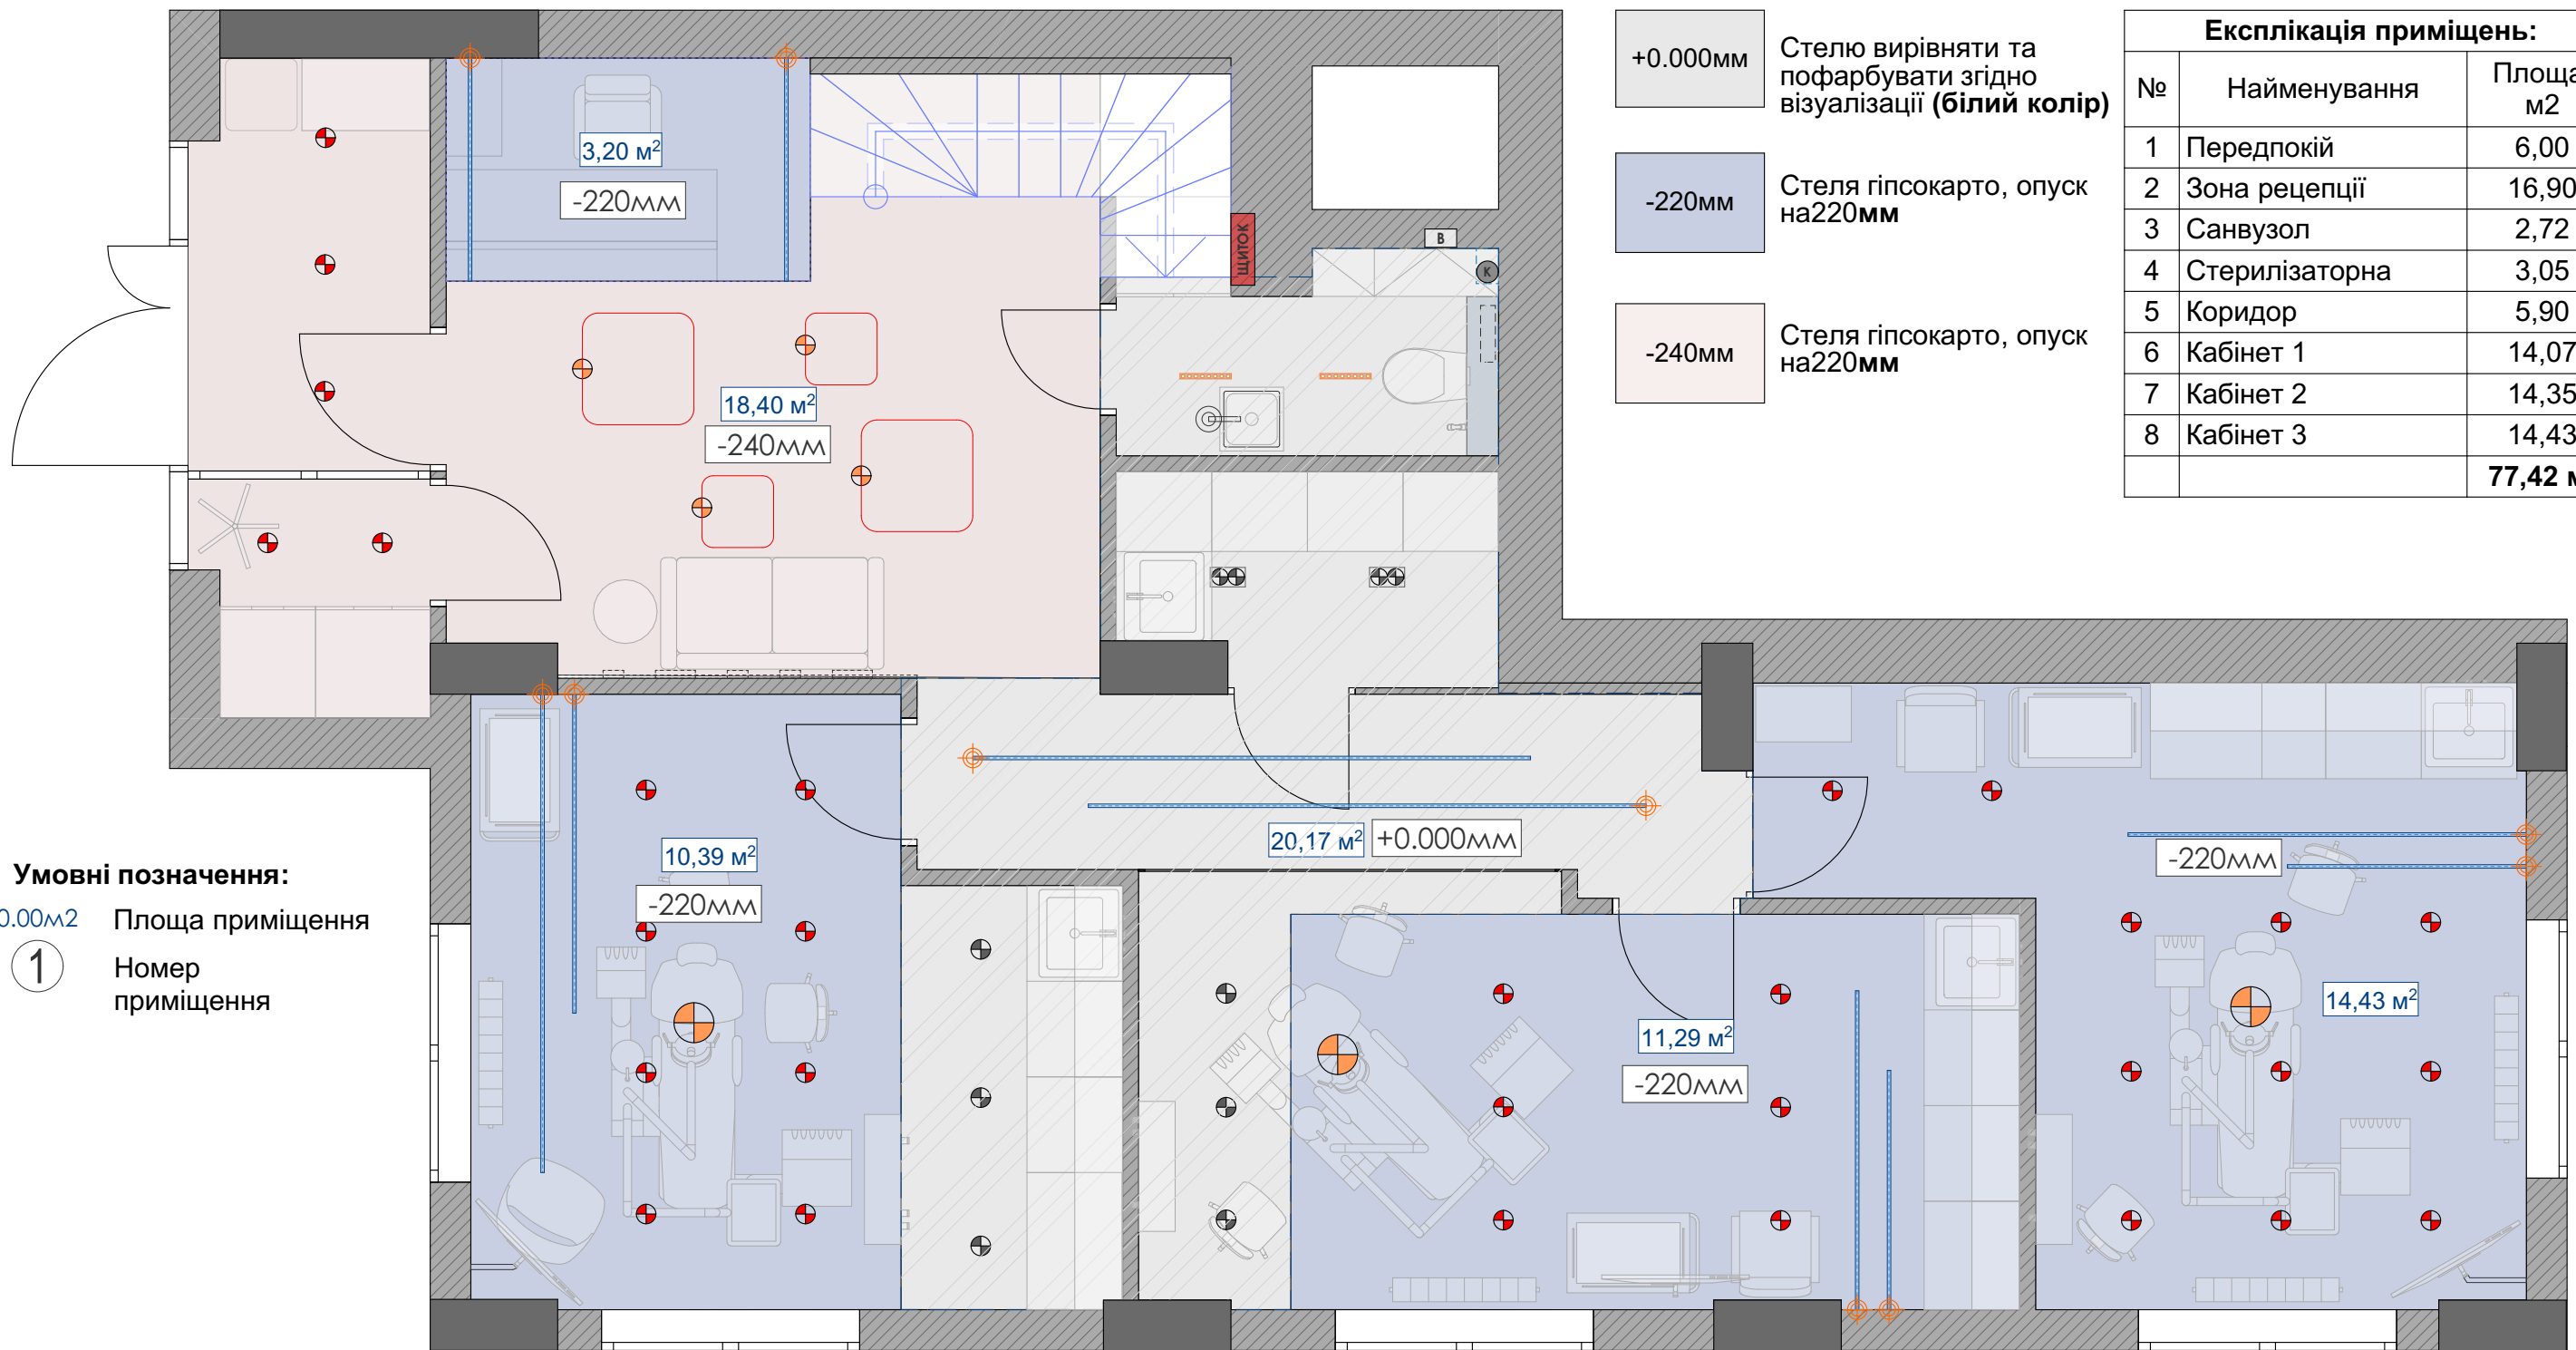 +0.000мм
Стелю вирівняти та
пофарбувати згідно
візуалізації (білий колір)
-220мм
Стеля гіпсокарто, опуск
на220мм
-240мм
Стеля гіпсокарто, опуск
на220мм
Експлікація приміщень:
№ Найменування Площа
м2
1 Передпокій 6,00
2 Зона рецепції 16,90
3 Санвузол 2,72
4 Стерилізаторна 3,05
5 Коридор 5,90
6 Кабінет 1 14,07
7 Кабінет 2 14,35
8 Кабінет 3 14,43
77,42 м
3,20 м²
-220мм
ЩИТОК
В
К
18,40 м²
-240мм
20,17 м² +0.000мм
10,39 м²
-220мм
-220мм
14,43 м²
11,29 м²
-220мм
Умовні позначення:
0.00м2 Площа приміщення
1 Номер
приміщення